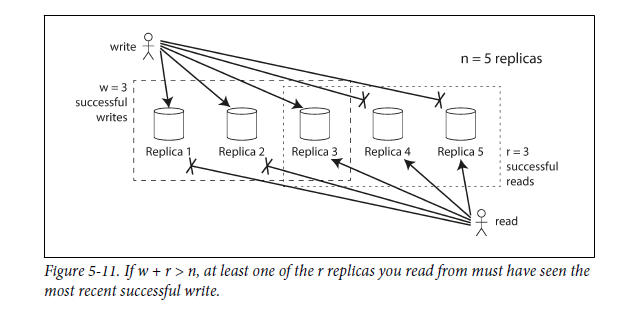 write
n = 5 replicas
w = 3
successful
writes
Replica 1
Replica 2
Replica 3
Replica 4
Replica 5
r = 3
successful
reads
read
Figure 5-11. If w + r > n, at least one of the r replicas you read from must have seen the
most recent successful write.